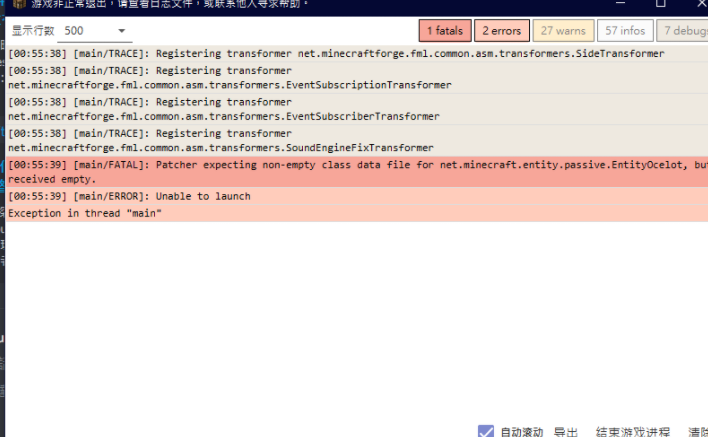 游戏非正常退出，请查看日志文件，或联系他人寻求帮助。
显示行数 500 1 fatals 2 errors 27 warns 57 infos 7 debugs
[00:55:38] [main/TRACE]: Registering transformer net.minecraftforge.fml.common.asm.transformers.SideTransformer
[00:55:38] [main/TRACE]: Registering transformer
net.minecraftforge.fml.common.asm.transformers.EventSubscriptionTransformer
[00:55:38] [main/TRACE]: Registering transformer
net.minecraftforge.fml.common.asm.transformers.EventSubscriberTransformer
[00:55:38] [main/TRACE]: Registering transformer
net.minecraftforge.fml.common.asm.transformers.SoundEngineFixTransformer
[00:55:39] [main/FATAL]: Patcher expecting non-empty class data file for net.minecraft.entity.passive.EntityOcelot, but
received empty.
[00:55:39] [main/ERROR]: Unable to launch
Exception in thread "main"
自动滚动 导出 结束游戏进程 清除